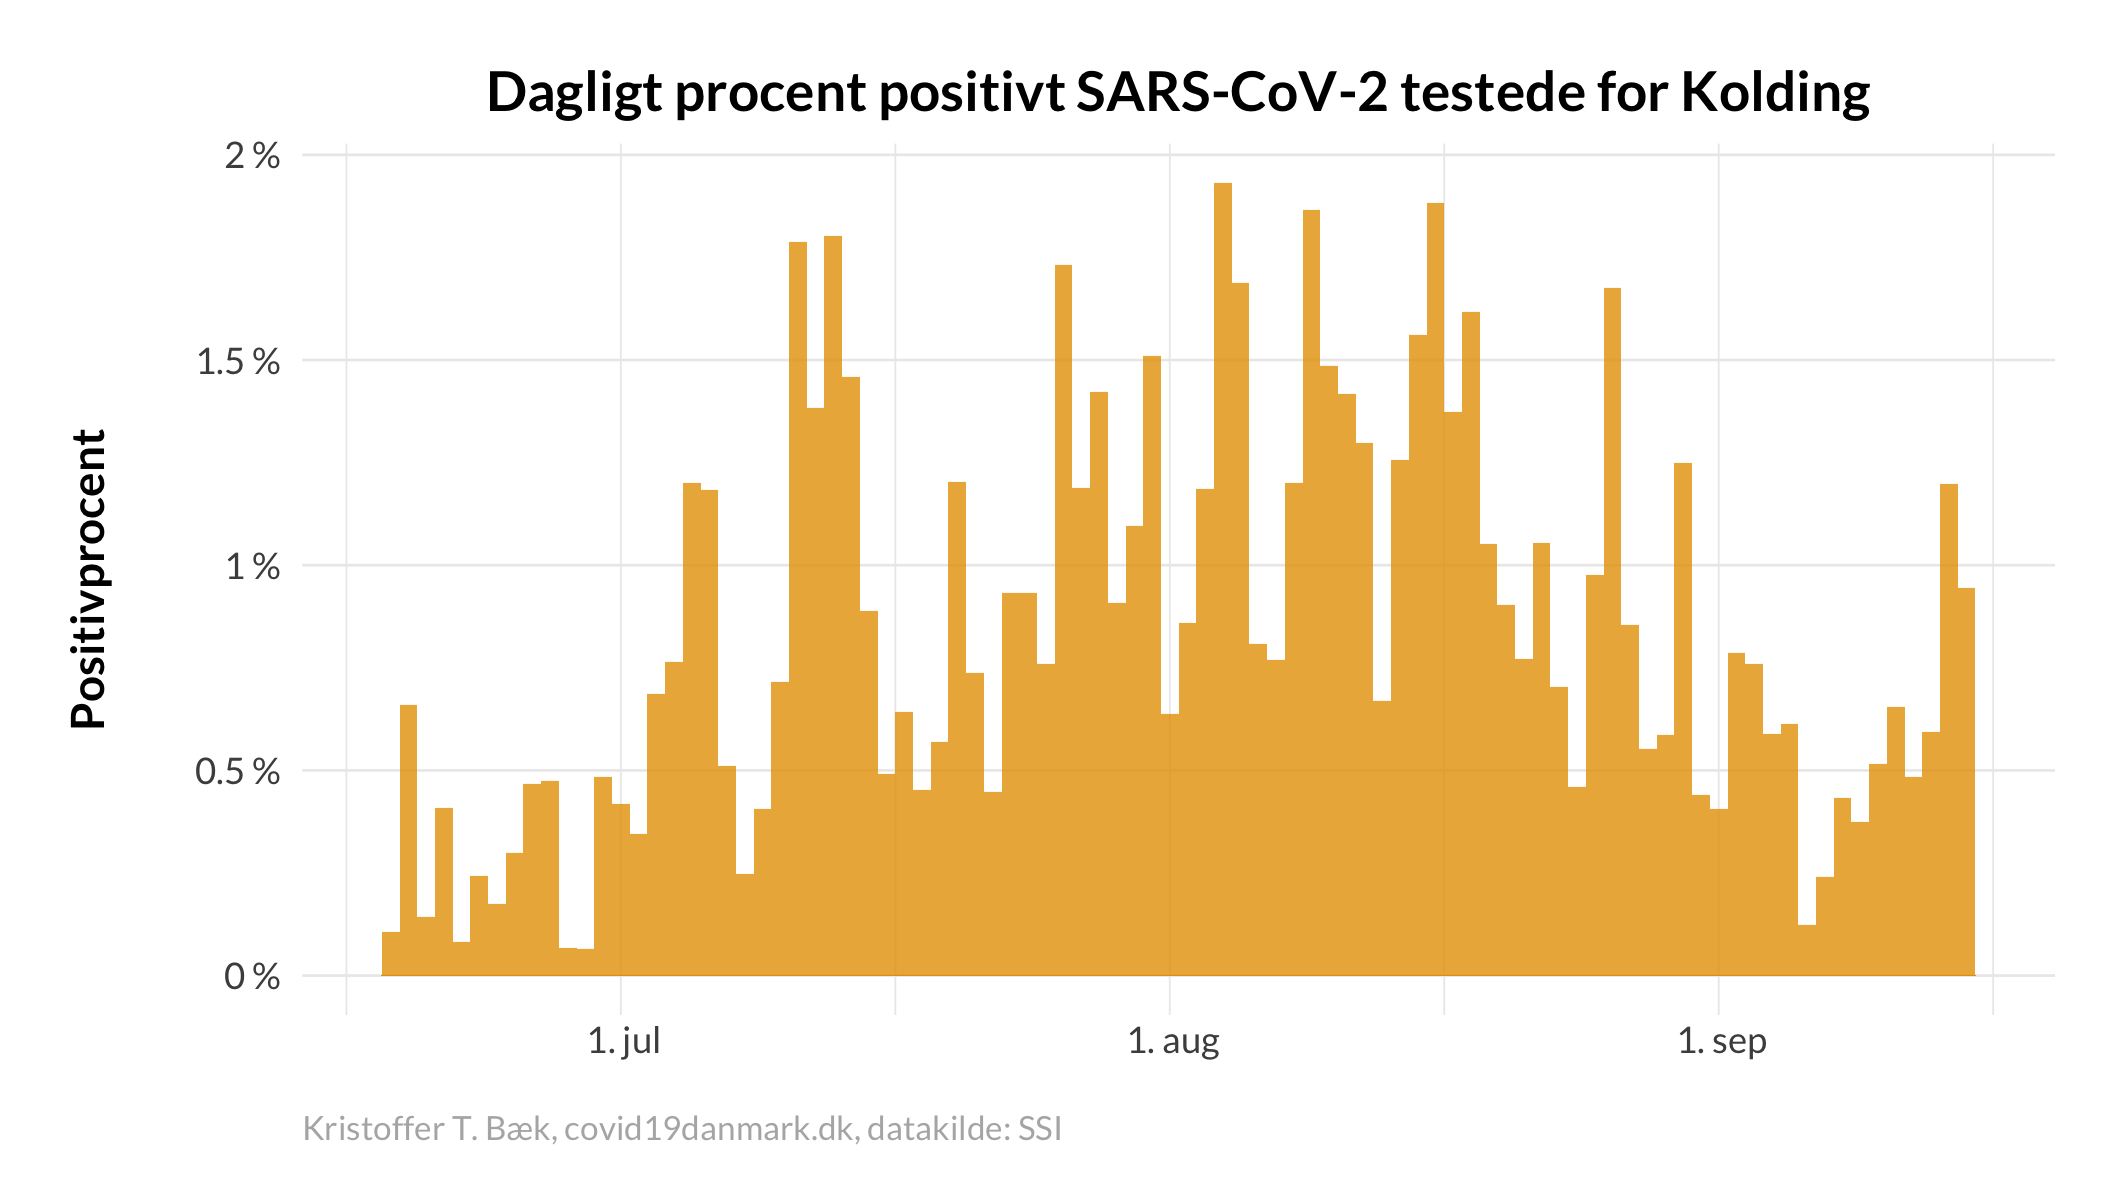 Dagligt procent positivt SARS-CoV-2 testede for Kolding
2 %
1.5 %
1 %
0.5 %
0 %
Positivprocent
1. jul
1. aug
1. sep
Kristoffer T. Bæk, covid19danmark.dk, datakilde: SSI